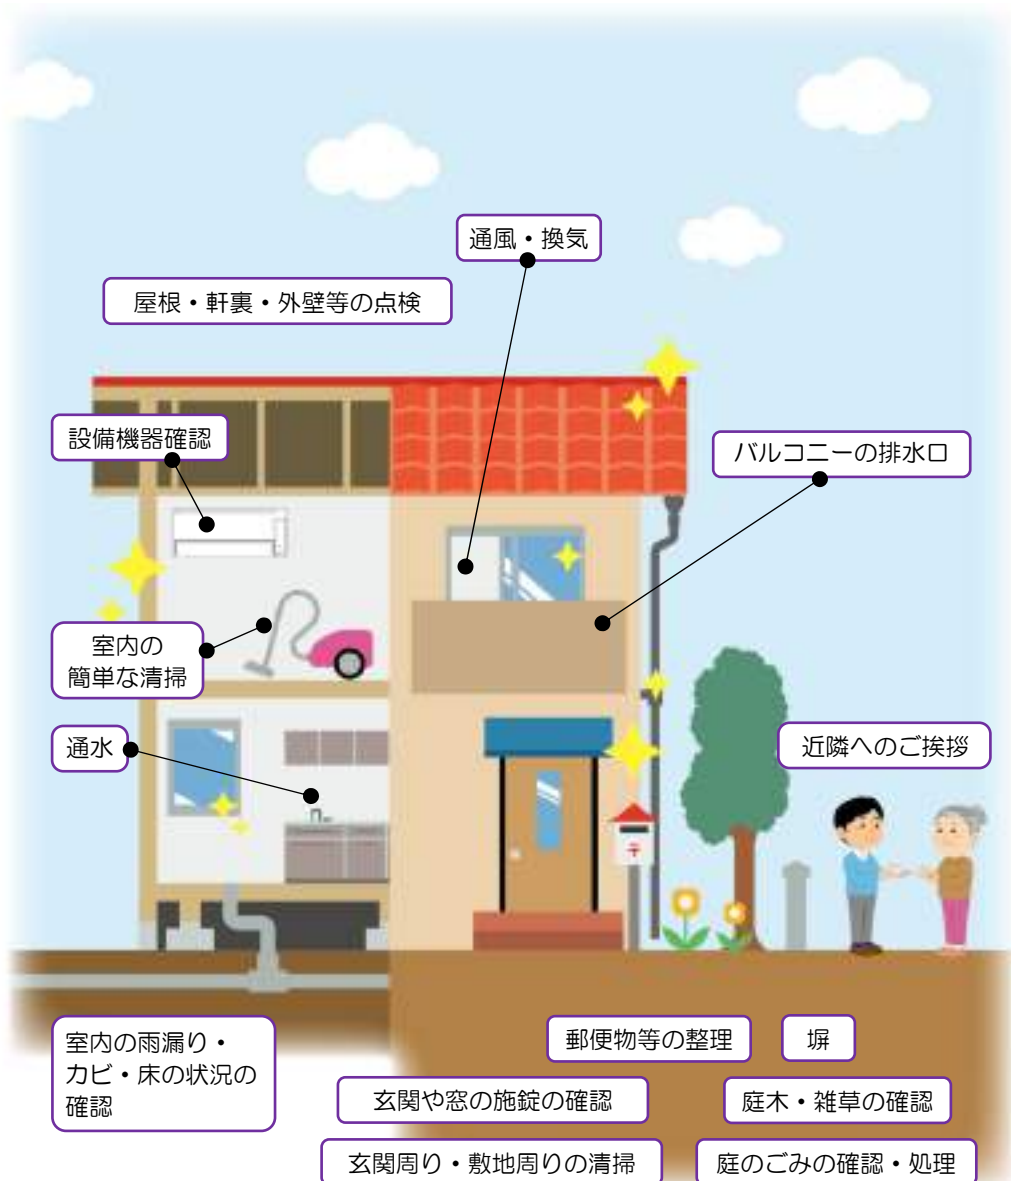 通風・換気
屋根・軒裏・外壁等の点検
設備機器確認
バルコニーの排水口
室内の
簡単な清掃
通水
近隣へのご挨拶
〒
室内の雨漏り・
カビ・床の状況の
確認
郵便物等の整理
塀
玄関や窓の施錠の確認
庭木・雑草の確認
玄関周り・敷地周りの清掃
庭のごみの確認・処理